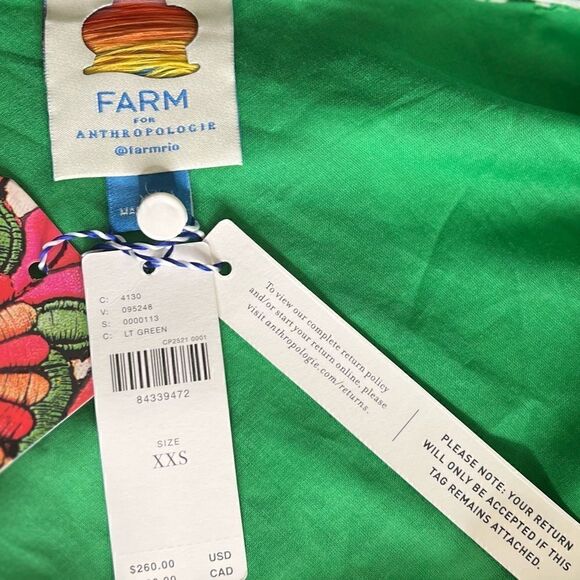 FARM
FOR
ANTHROPOLOGIE
@farmrio
C: 4130
V: 095248
S: 0000113
C: LT GREEN
CP2521 0001
84339472
SIZE
XXS
$260.00 USD
CAD
To view our complete return policy
and/or start your return online, please
visit anthropologie.com/returns.
PLEASE NOTE: YOUR RETURN
WILL ONLY BE ACCEPTED IF THIS
TAG REMAINS ATTACHED.